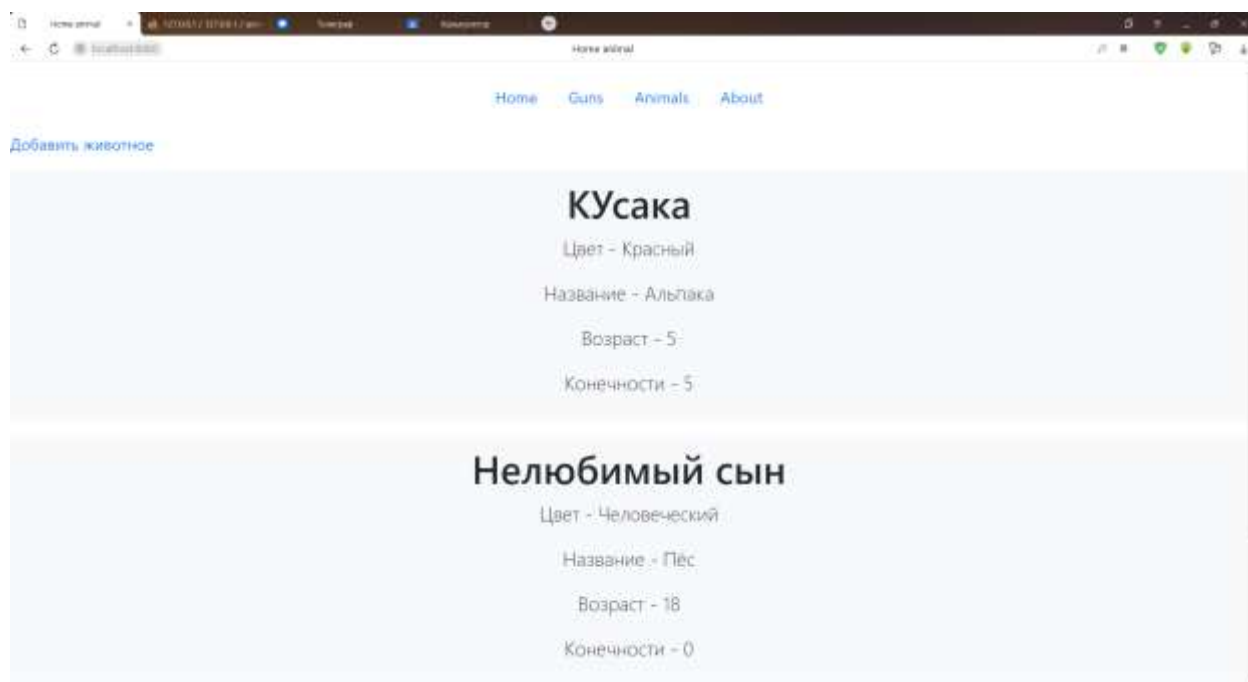 Home animal
Home animal
Home Guns Animals About
Добавить животное
КУсака
Цвет - Красный
Название - Альпака
Возраст - 5
Конечности - 5
Нелюбимый сын
Цвет - Человеческий
Название - Пёс
Возраст - 18
Конечности - 0